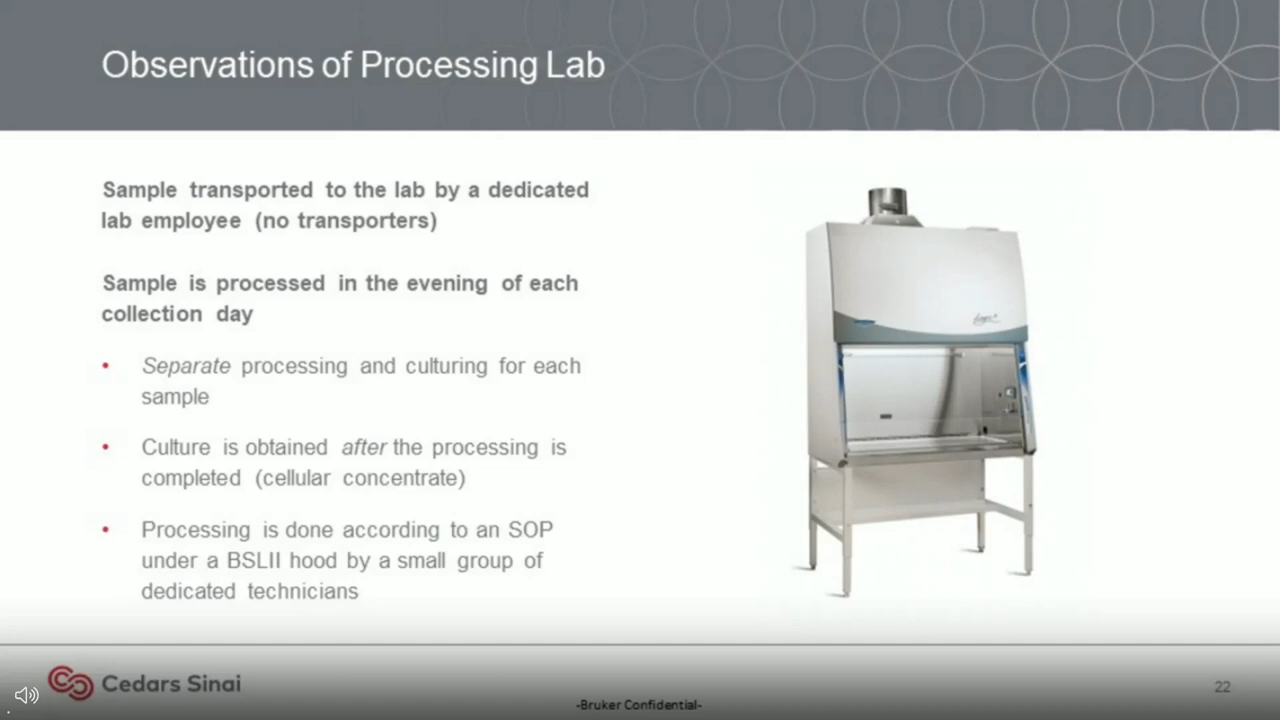 Observations of Processing Lab
Sample transported to the lab by a dedicated
lab employee (no transporters)
Sample is processed in the evening of each
collection day
• Separate processing and culturing for each
sample
• Culture is obtained after the processing is
completed (cellular concentrate)
• Processing is done according to an SOP
under a BSLII hood by a small group of
dedicated technicians
Cedars Sinai
22
-Bruker Confidential-